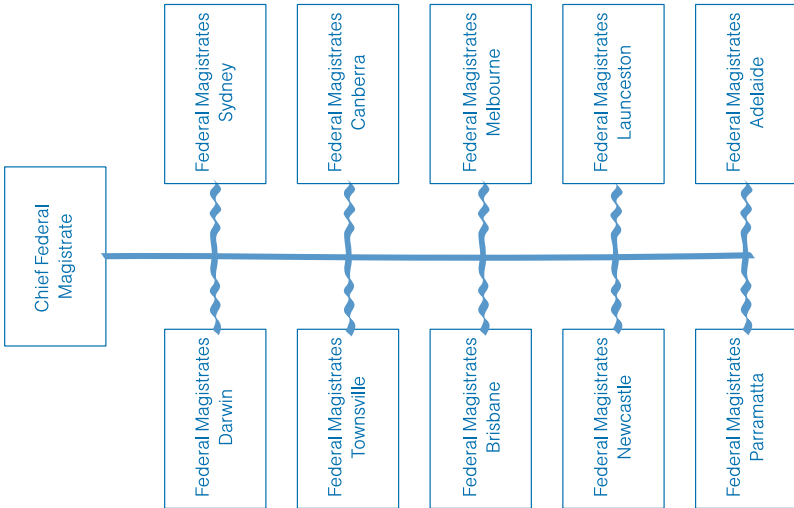 Chief Federal
Magistrate
Federal Magistrates
Darwin
Federal Magistrates
Sydney
Federal Magistrates
Townsville
Federal Magistrates
Canberra
Federal Magistrates
Brisbane
Federal Magistrates
Melbourne
Federal Magistrates
Newcastle
Federal Magistrates
Launceston
Federal Magistrates
Parramatta
Federal Magistrates
Adelaide